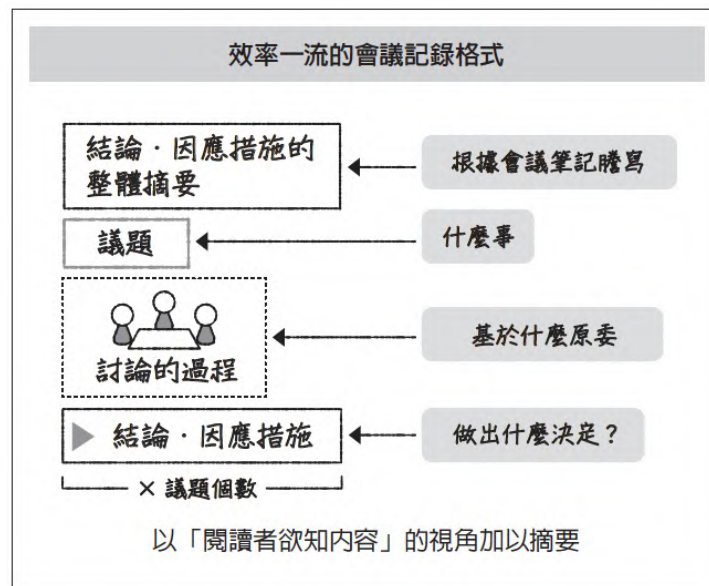 效率一流的會議記錄格式
結論・因應措施的
整體摘要
根據會議筆記謄寫
議題
什麼事
討論的過程
基於什麼原委
結論・因應措施
做出什麼決定？
× 議題個數
以「閱讀者欲知內容」的視角加以摘要